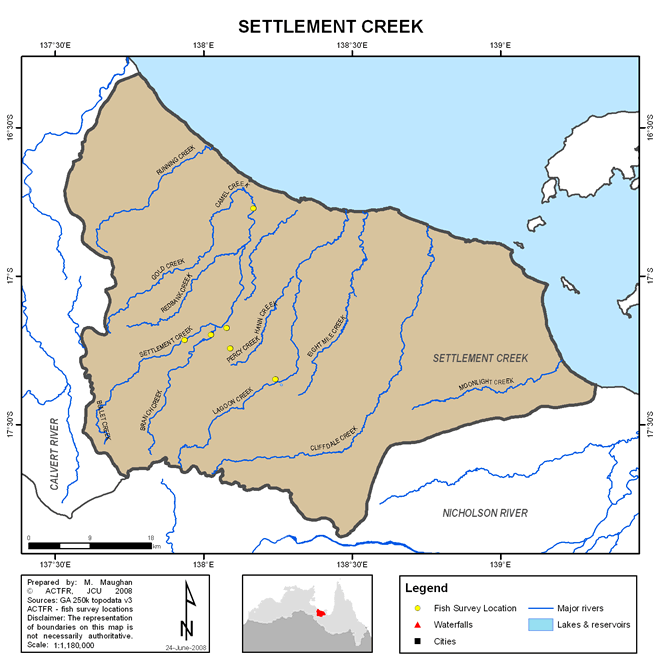 SETTLEMENT CREEK
137°30'E
138°E
138°30'E
139°E
16°30'S
16°30'S
17°S
17°S
17°30'S
17°30'S
RUNNING CREEK
CAMEL CREEK
GOLD CREEK
REDBANK CREEK
HANN CREEK
SETTLEMENT CREEK
PERCY CREEK
EIGHT MILE CREEK
SETTLEMENT CREEK
MOONLIGHT CREEK
LAGOON CREEK
BRANCH CREEK
BILLET CREEK
CLIFFDALE CREEK
CALVERT RIVER
NICHOLSON RIVER
0 9 18
km
137°30'E
138°E
138°30'E
139°E
Prepared by: M. Maughan
© ACTFR, JCU 2008
Sources: GA 250k topodata v3
ACTFR - fish survey locations
Disclaimer: The representation
of boundaries on this map is
not necessarily authoritative.
Scale: 1:1,180,000
N
24-June-2008
Legend
Fish Survey Location
Waterfalls
Cities
Major rivers
Lakes & reservoirs